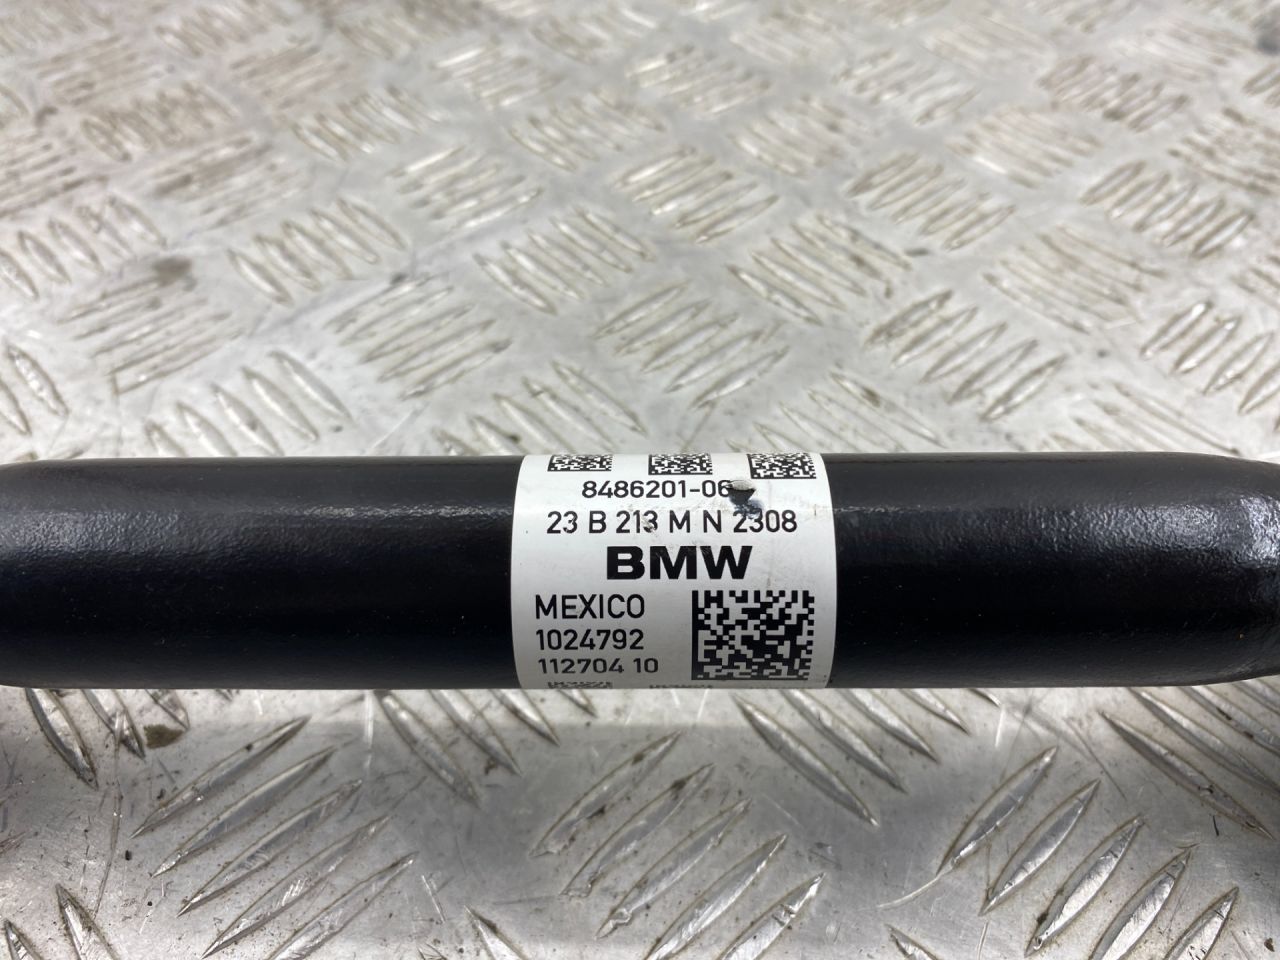 8486201-06
23 B 213 M N 2308
BMW
MEXICO
1024792
112704 10